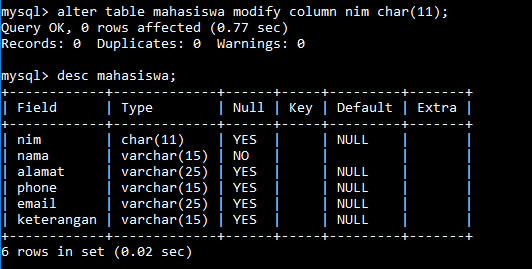 mysql> alter table mahasiswa modify column nim char(11);
Query OK, 0 rows affected (0.77 sec)
Records: 0  Duplicates: 0  Warnings: 0

mysql> desc mahasiswa;
+------------+-------------+------+-----+---------+-------+
| Field      | Type        | Null | Key | Default | Extra |
+------------+-------------+------+-----+---------+-------+
| nim        | char(11)    | YES  |     | NULL    |       |
| nama       | varchar(15) | NO   |     |         |       |
| alamat     | varchar(25) | YES  |     | NULL    |       |
| phone      | varchar(15) | YES  |     | NULL    |       |
| email      | varchar(25) | YES  |     | NULL    |       |
| keterangan | varchar(15) | YES  |     | NULL    |       |
+------------+-------------+------+-----+---------+-------+
6 rows in set (0.02 sec)